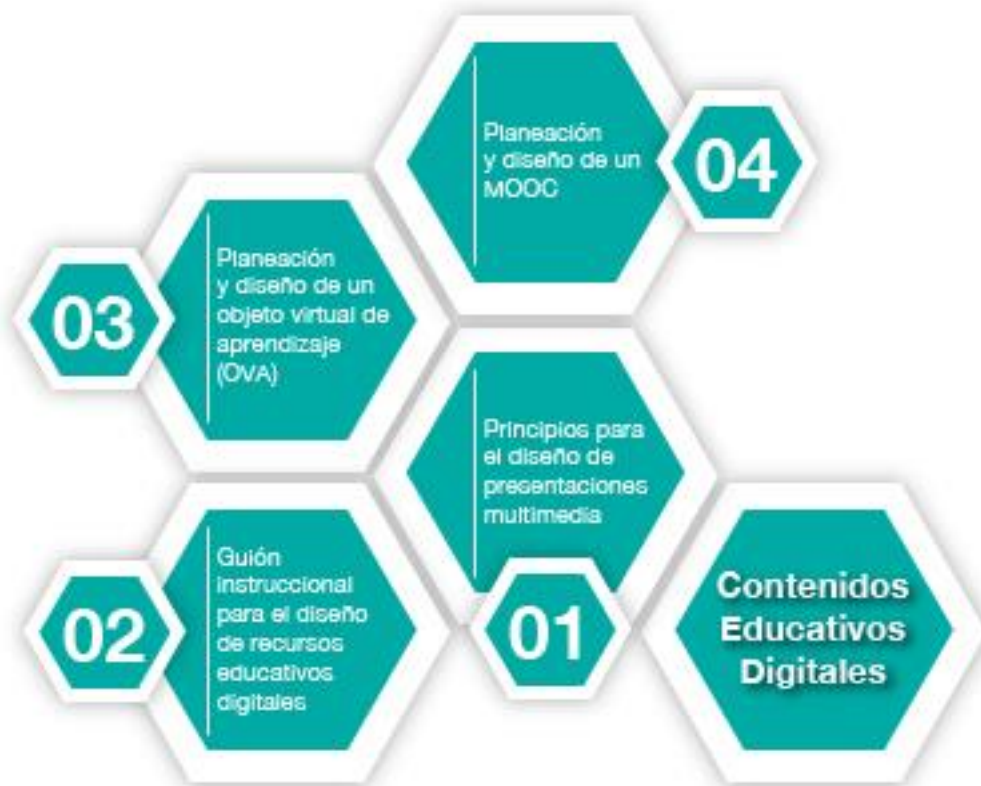 Planeación
y diseño de un
MOOC
04
03
Planeación
y diseño de un
objeto virtual de
aprendizaje
(OVA)
Principios para
el diseño de
presentaciones
multimedia
01
02
Guión
instruccional
para el diseño
de recursos
educativos
digitales
Contenidos
Educativos
Digitales